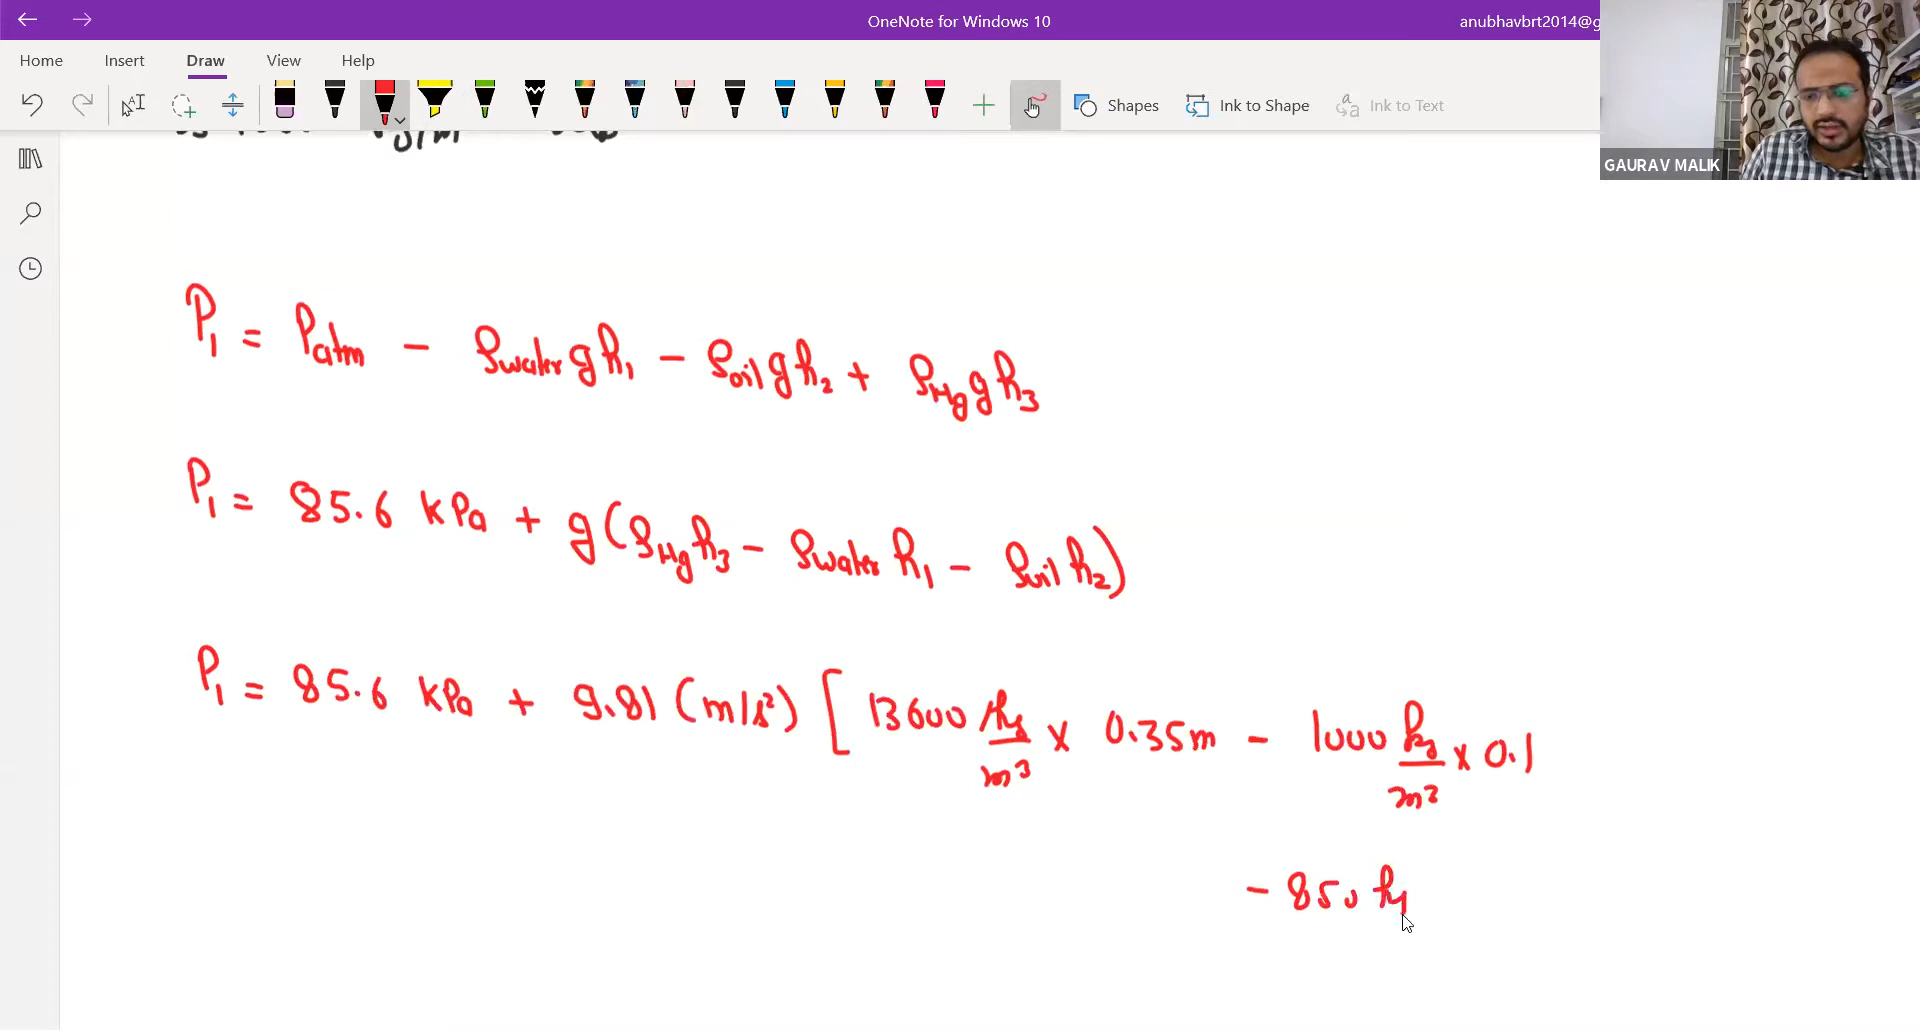 OneNote for Windows 10
anubhavbrt2014@g
Home Insert Draw View Help
Shapes Ink to Shape Ink to Text
GAURAV MALIK
P₁ = Patm - ρwater g h₁ - ρoil g h₂ + ρHg g h₃
P₁ = 85.6 kPa + g(ρHg h₃ - ρwater h₁ - ρoil h₂)
P₁ = 85.6 kPa + 9.81 (m/s²) [ 13600 kg/m³ x 0.35m - 1000 kg/m³ x 0.1
- 850 kg